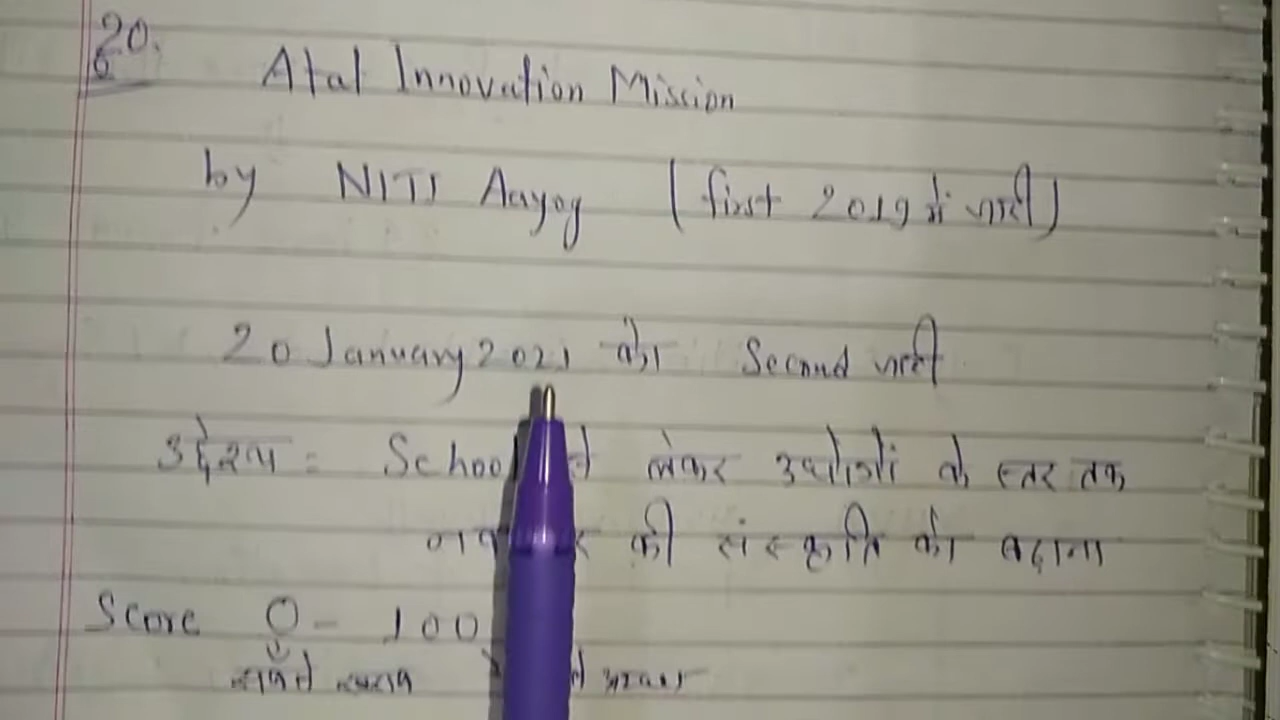 20.
Atal Innovation Mission
by NITI Aayog (first 2019 में जारी)
20 January 2021 को Second जारी
उद्देश्य = School से लेकर उद्योगों के स्तर तक
की संस्कृति को बढ़ाना
Score 0 - 100
सबसे खराब